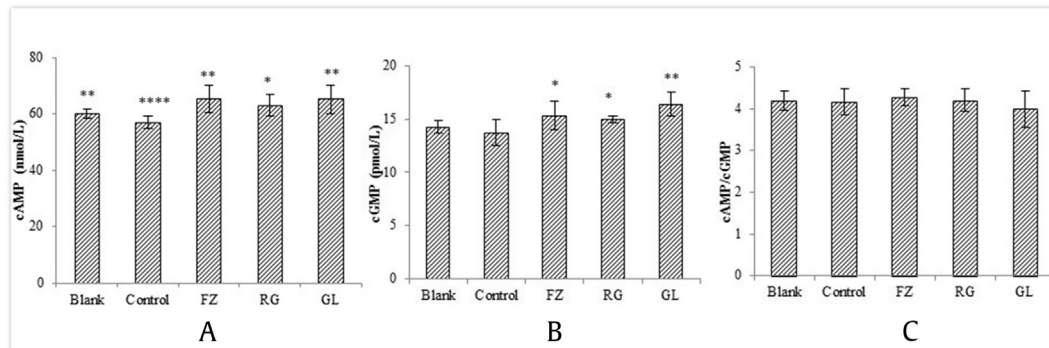 80
60
40
20
0
cAMP (nmol/L)
**
****
**
*
**
Blank Control FZ RG GL
A
20
15
10
5
0
cGMP (pmol/L)
*
*
**
Blank Control FZ RG GL
B
5
4
3
2
1
0
cAMP/cGMP
Blank Control FZ RG GL
C